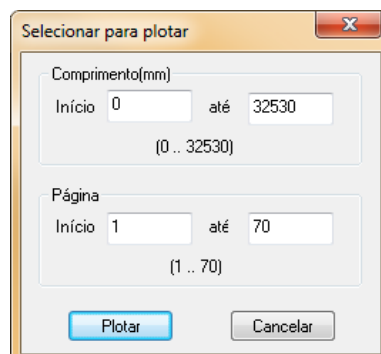 Selecionar para plotar
Comprimento(mm)
Início 0 até 32530
(0 .. 32530)
Página
Início 1 até 70
(1 .. 70)
Plotar Cancelar